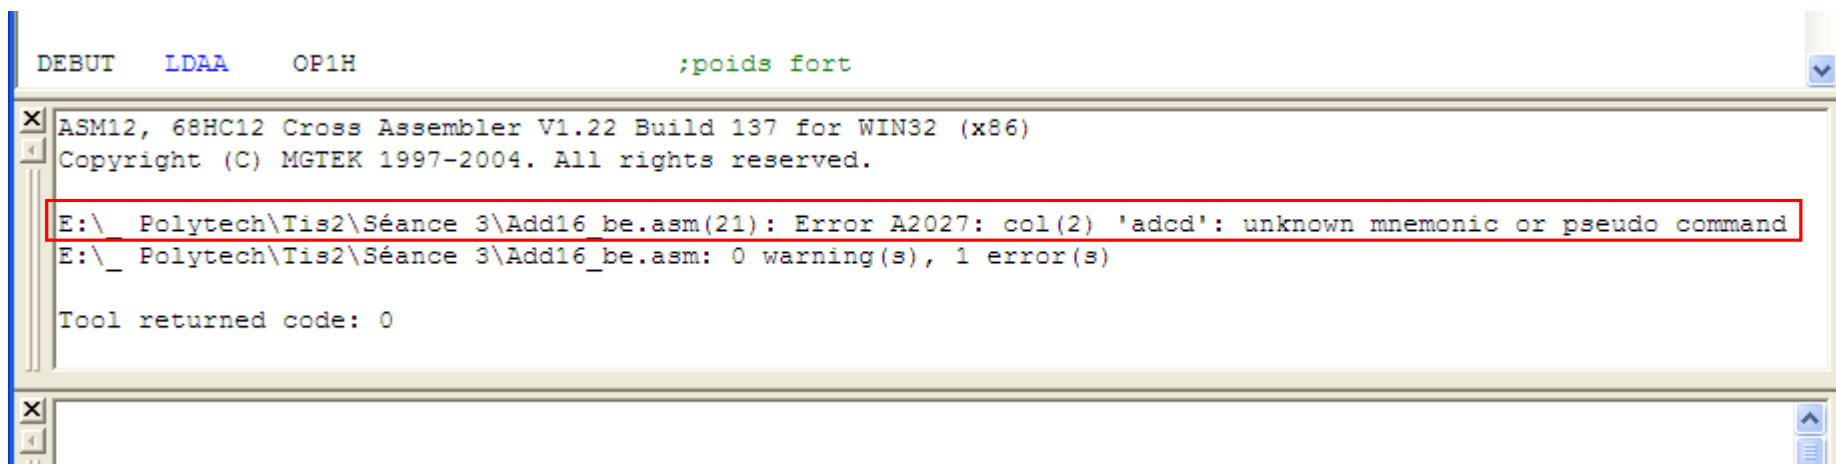 DEBUT LDAA OP1H ;poids fort
ASM12, 68HC12 Cross Assembler V1.22 Build 137 for WIN32 (x86)
Copyright (C) MGTEK 1997-2004. All rights reserved.
E:\_ Polytech\Tis2\Séance 3\Add16_be.asm(21): Error A2027: col(2) 'adcd': unknown mnemonic or pseudo command
E:\_ Polytech\Tis2\Séance 3\Add16_be.asm: 0 warning(s), 1 error(s)
Tool returned code: 0